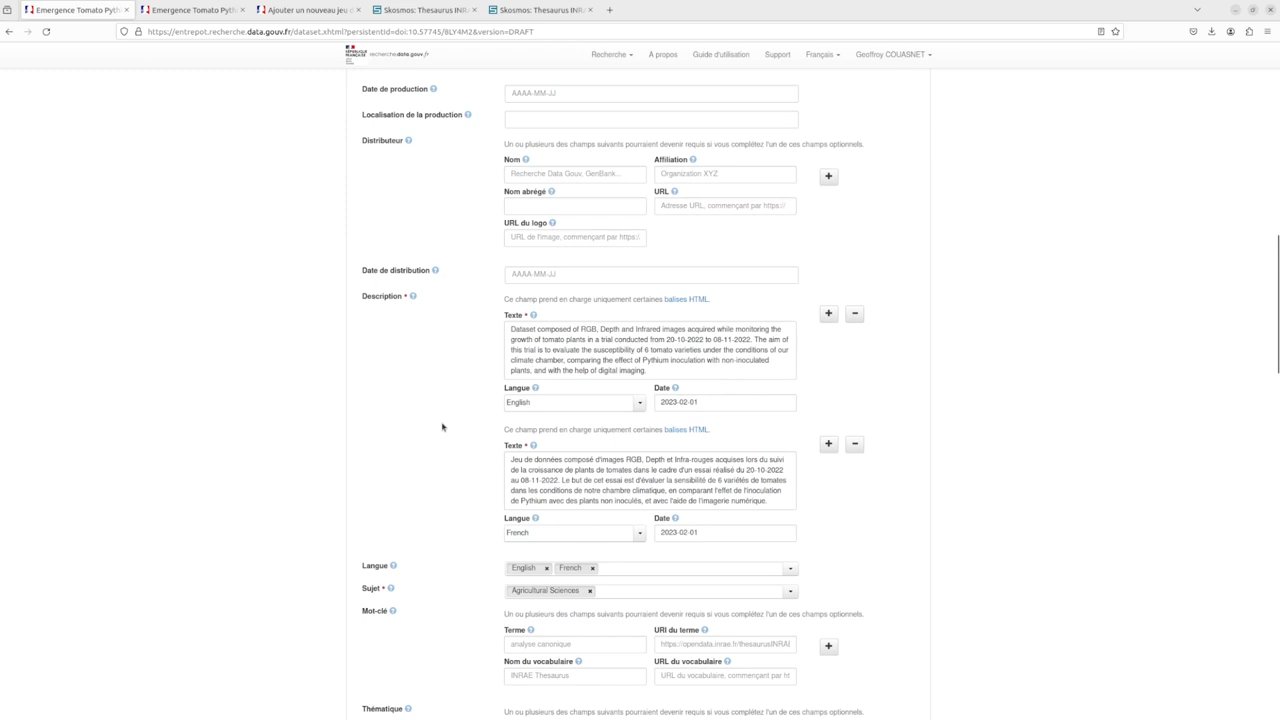 Emergence Tomato Pyth ×
Emergence Tomato Pyth ×
Ajouter un nouveau jeu d ×
Skosmos: Thesaurus INR/ ×
Skosmos: Thesaurus INR/ ×
https://entrepot.recherche.data.gouv.fr/dataset.xhtml?persistentId=doi:10.57745/8LY4M2&version=DRAFT
recherche.data.gouv.fr
Recherche
A propos
Guide d'utilisation
Support
Français
Geoffroy COUASNET
Date de production
AAAA-MM-JJ
Localisation de la production
Distributeur
Un ou plusieurs des champs suivants pourraient devenir requis si vous complétez l'un de ces champs optionnels.
Nom
Affiliation
Recherche Data Gouv, GenBank...
Organization XYZ
Nom abrégé
URL
Adresse URL, commençant par https://
URL du logo
URL de l'image, commençant par https:/.
Date de distribution
AAAA-MM-JJ
Description *
Ce champ prend en charge uniquement certaines balises HTML.
Texte *
Dataset composed of RGB, Depth and Infrared images acquired while monitoring the
growth of tomato plants in a trial conducted from 20-10-2022 to 08-11-2022. The aim of
this trial is to evaluate the susceptibility of 6 tomato varieties under the conditions of our
climate chamber, comparing the effect of Pythium inoculation with non-inoculated
plants, and with the help of digital imaging.
Langue
Date
English
2023-02-01
Ce champ prend en charge uniquement certaines balises HTML.
Texte *
Jeu de données composé d'images RGB, Depth et Infra-rouges acquises lors du suivi
de la croissance de plants de tomates dans le cadre d'un essai réalisé du 20-10-2022
au 08-11-2022. Le but de cet essai est d'évaluer la sensibilité de 6 variétés de tomates
dans les conditions de notre chambre climatique, en comparant l'effet de l'inoculation
de Pythium avec des plants non inoculés, et avec l'aide de l'imagerie numérique.
Langue
Date
French
2023-02-01
Langue
English × French ×
Sujet *
Agricultural Sciences ×
Mot-clé
Un ou plusieurs des champs suivants pourraient devenir requis si vous complétez l'un de ces champs optionnels.
Terme
URI du terme
analyse canonique
https://opendata.inrae.fr/thesaurusINRAE
Nom du vocabulaire
URL du vocabulaire
INRAE Thesaurus
URL du vocabulaire, commençant par ht
Thématique
Un ou plusieurs des champs suivants pourraient devenir requis si vous complétez l'un de ces champs optionnels.